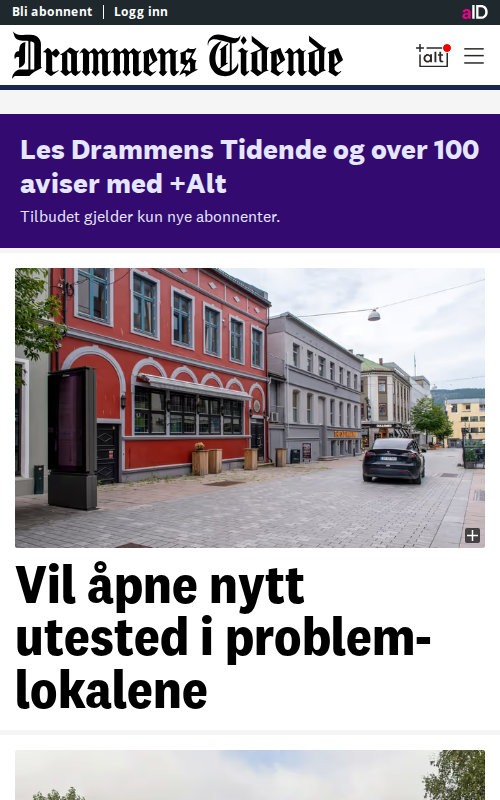 Bli abonnent | Logg inn
aID
Drammens Tidende
+alt
Les Drammens Tidende og over 100
aviser med +Alt
Tilbudet gjelder kun nye abonnenter.
Vil åpne nytt
utested i problem-
lokalene